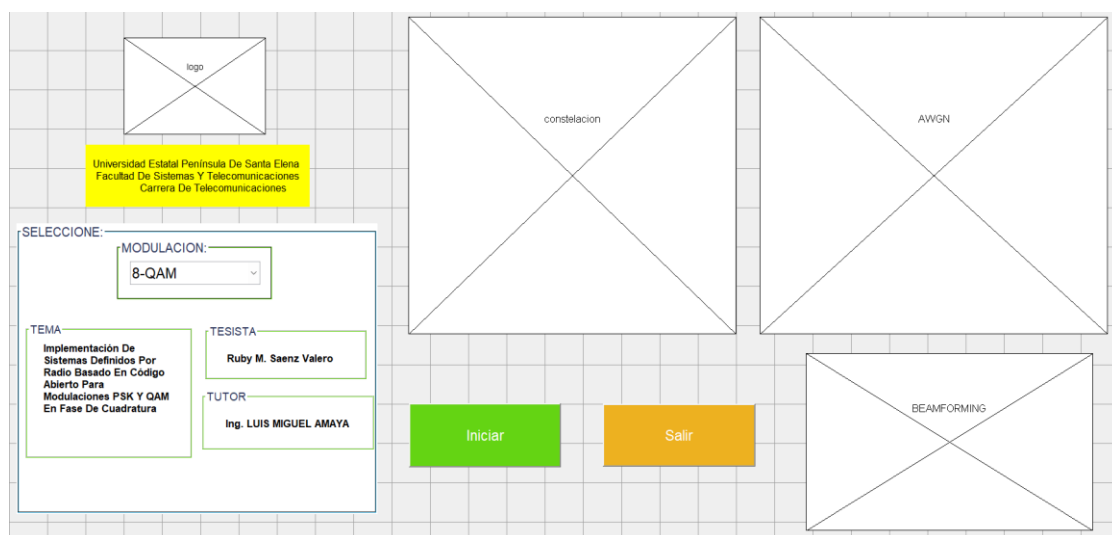 logo
Universidad Estatal Península De Santa Elena
Facultad De Sistemas Y Telecomunicaciones
Carrera De Telecomunicaciones
SELECCIONE:
MODULACION:
8-QAM
TEMA
Implementación De
Sistemas Definidos Por
Radio Basado En Código
Abierto Para
Modulaciones PSK Y QAM
En Fase De Cuadratura
TESISTA
Ruby M. Saenz Valero
TUTOR
Ing. LUIS MIGUEL AMAYA
constelacion
AWGN
Iniciar
Salir
BEAMFORMING